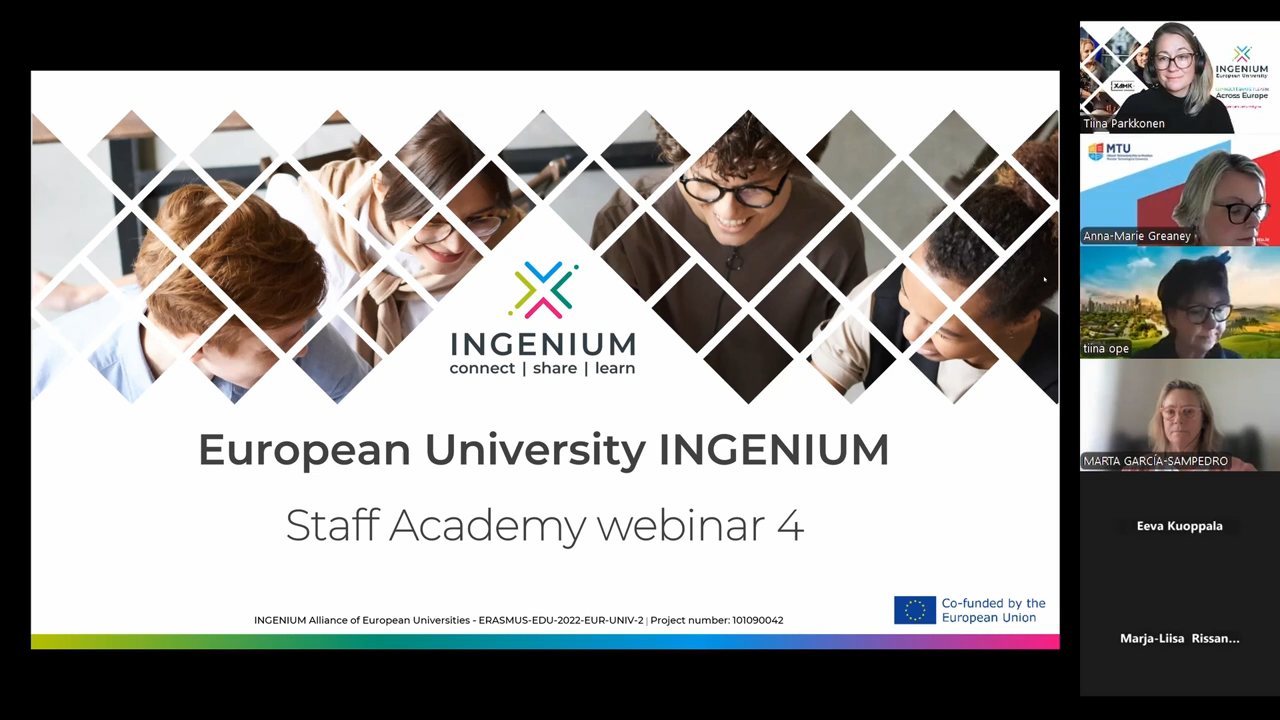 INGENIUM
connect | share | learn
European University INGENIUM
Staff Academy webinar 4
INGENIUM Alliance of European Universities - ERASMUS-EDU-2022-EUR-UNIV-2 | Project number: 101090042
Co-funded by the
European Union
XAMK
INGENIUM
European University
Across Europe
Tiina Parkkonen
MTU
Anna-Marie Greaney
tiina ope
MARTA GARCÍA-SAMPEDRO
Eeva Kuoppala
Marja-Liisa Rissan...